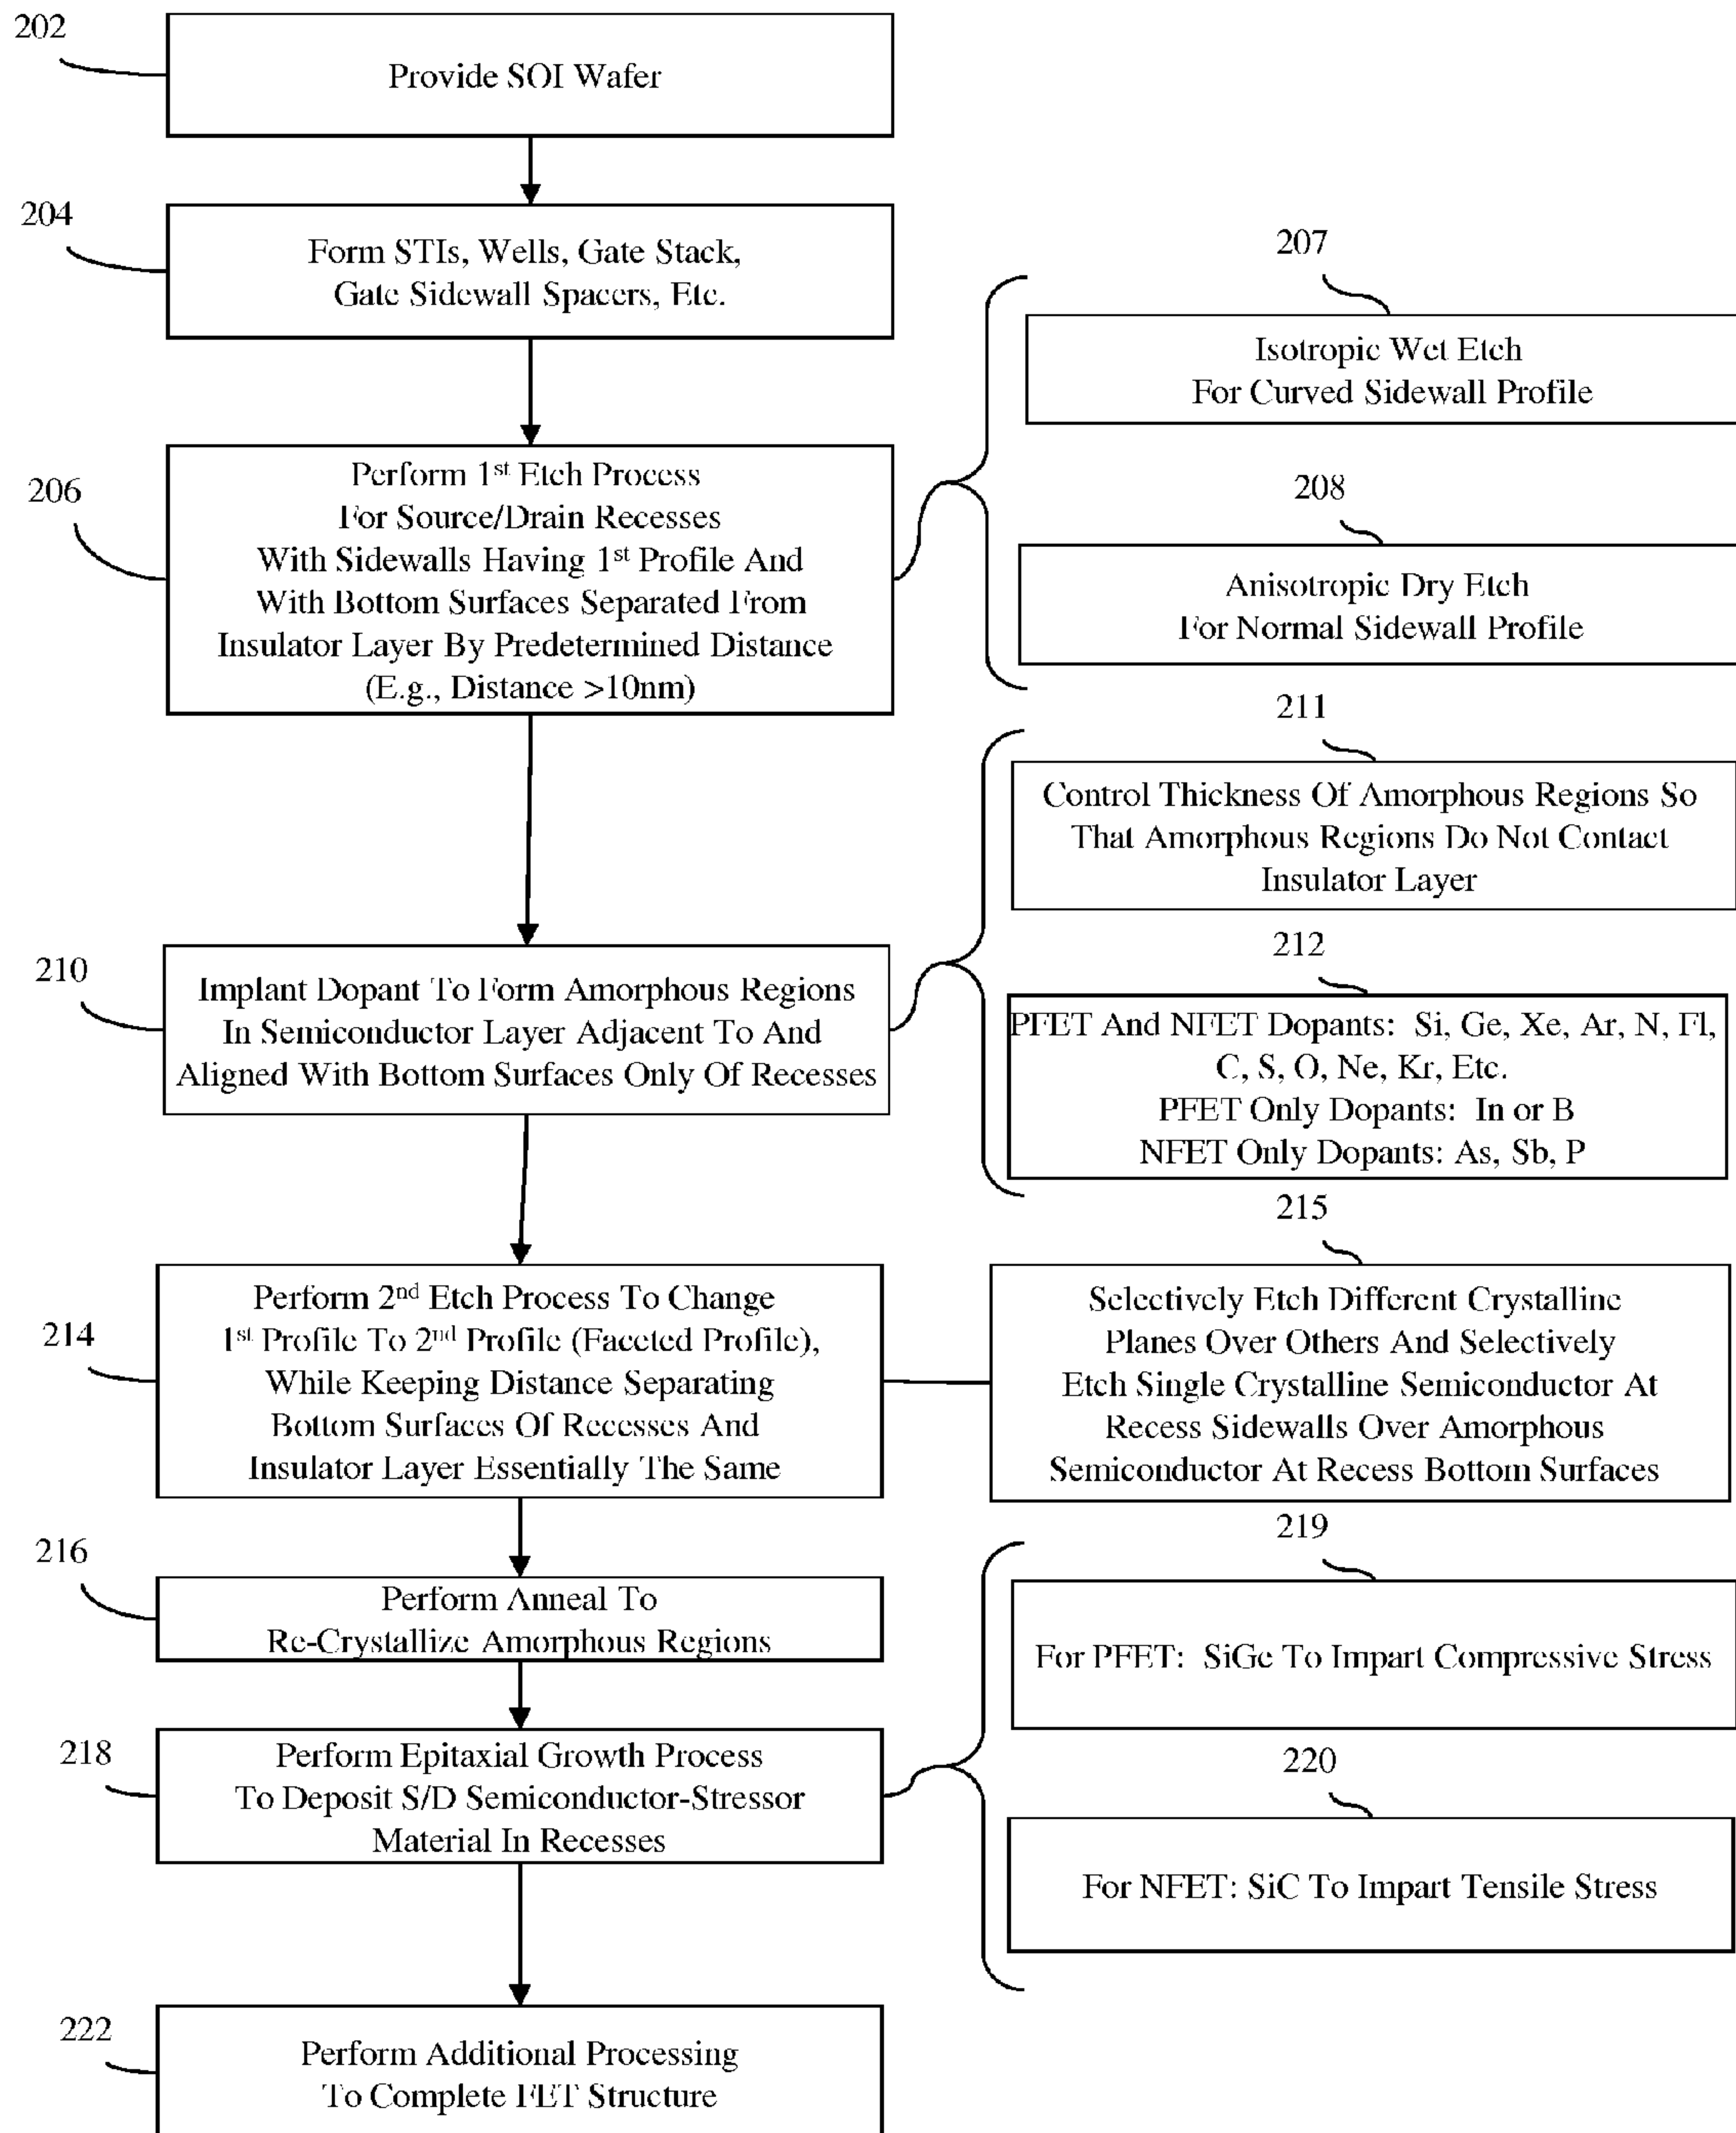 202
Provide SOI Wafer
204
Form STIs, Wells, Gate Stack,
Gate Sidewall Spacers, Etc.
206
Perform 1st Etch Process
For Source/Drain Recesses
With Sidewalls Having 1st Profile And
With Bottom Surfaces Separated From
Insulator Layer By Predetermined Distance
(E.g., Distance >10nm)
207
Isotropic Wet Etch
For Curved Sidewall Profile
208
Anisotropic Dry Etch
For Normal Sidewall Profile
210
Implant Dopant To Form Amorphous Regions
In Semiconductor Layer Adjacent To And
Aligned With Bottom Surfaces Only Of Recesses
211
Control Thickness Of Amorphous Regions So
That Amorphous Regions Do Not Contact
Insulator Layer
212
PFET And NFET Dopants: Si, Ge, Xe, Ar, N, Fl,
C, S, O, Ne, Kr, Etc.
PFET Only Dopants: In or B
NFET Only Dopants: As, Sb, P
214
Perform 2nd Etch Process To Change
1st Profile To 2nd Profile (Faceted Profile),
While Keeping Distance Separating
Bottom Surfaces Of Recesses And
Insulator Layer Essentially The Same
215
Selectively Etch Different Crystalline
Planes Over Others And Selectively
Etch Single Crystalline Semiconductor At
Recess Sidewalls Over Amorphous
Semiconductor At Recess Bottom Surfaces
216
Perform Anneal To
Re-Crystallize Amorphous Regions
218
Perform Epitaxial Growth Process
To Deposit S/D Semiconductor-Stressor
Material In Recesses
219
For PFET: SiGe To Impart Compressive Stress
220
For NFET: SiC To Impart Tensile Stress
222
Perform Additional Processing
To Complete FET Structure